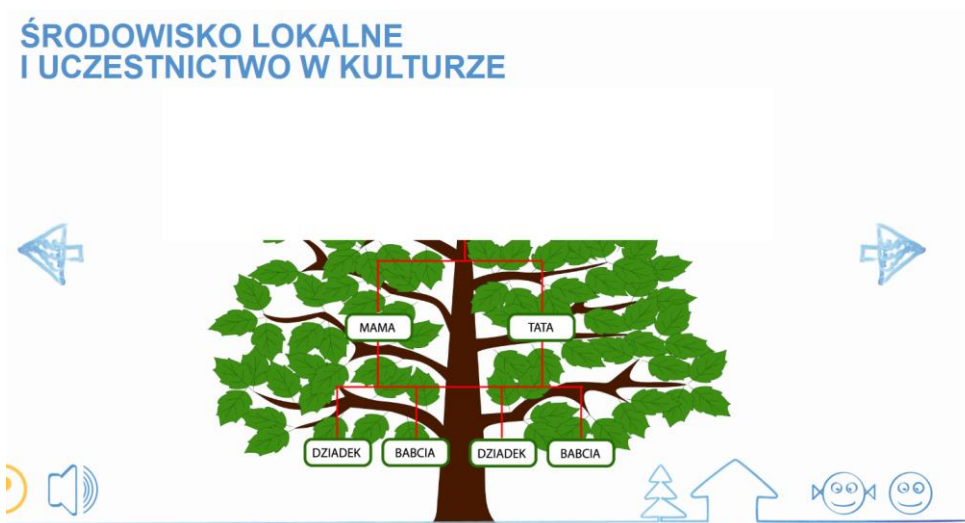 ŚRODOWISKO LOKALNE
I UCZESTNICTWO W KULTURZE
MAMA TATA
DZIADEK BABCIA DZIADEK BABCIA